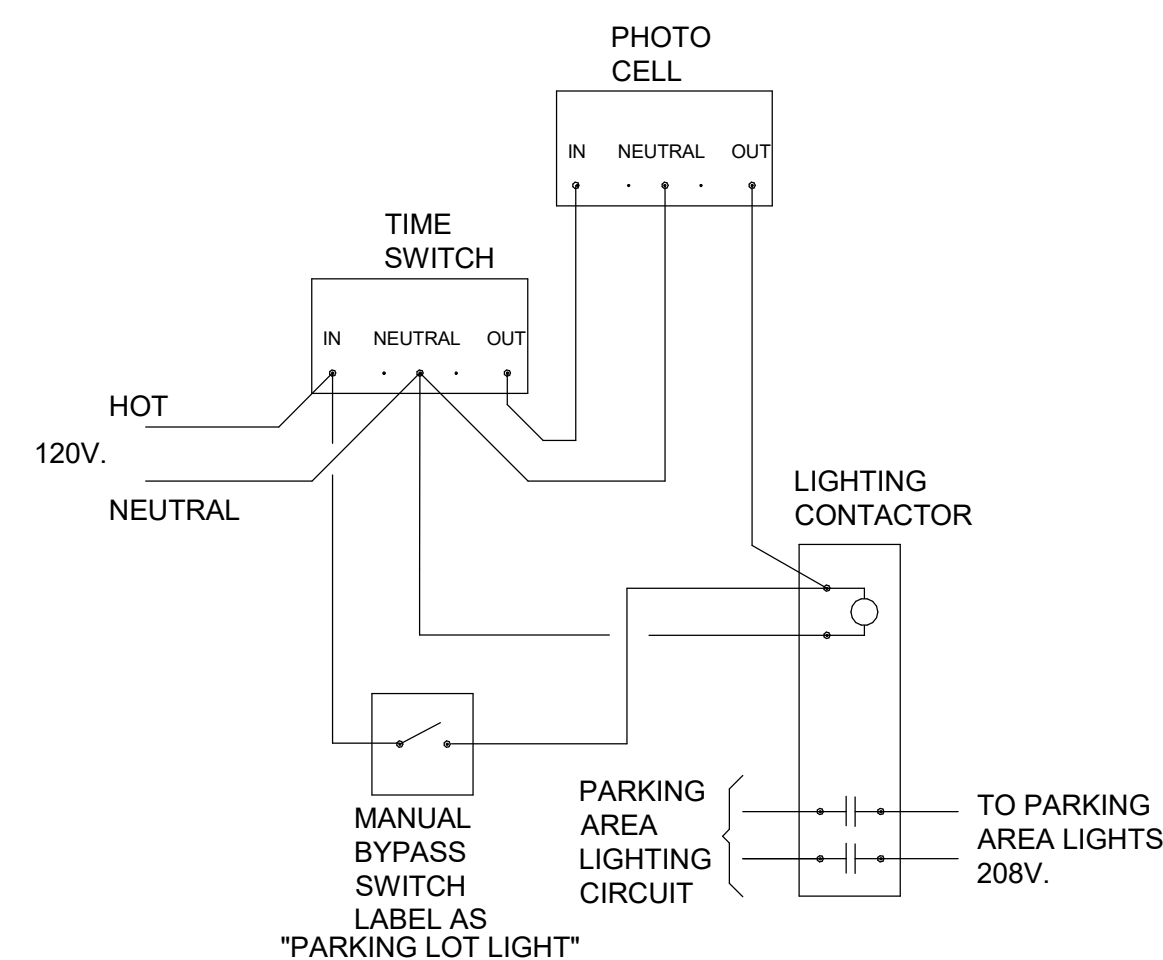 PHOTO
CELL
IN NEUTRAL OUT
TIME
SWITCH
IN NEUTRAL OUT
HOT
120V.
NEUTRAL
LIGHTING
CONTACTOR
PARKING
AREA
LIGHTING
CIRCUIT
TO PARKING
AREA LIGHTS
208V.
MANUAL
BYPASS
SWITCH
LABEL AS
"PARKING LOT LIGHT"